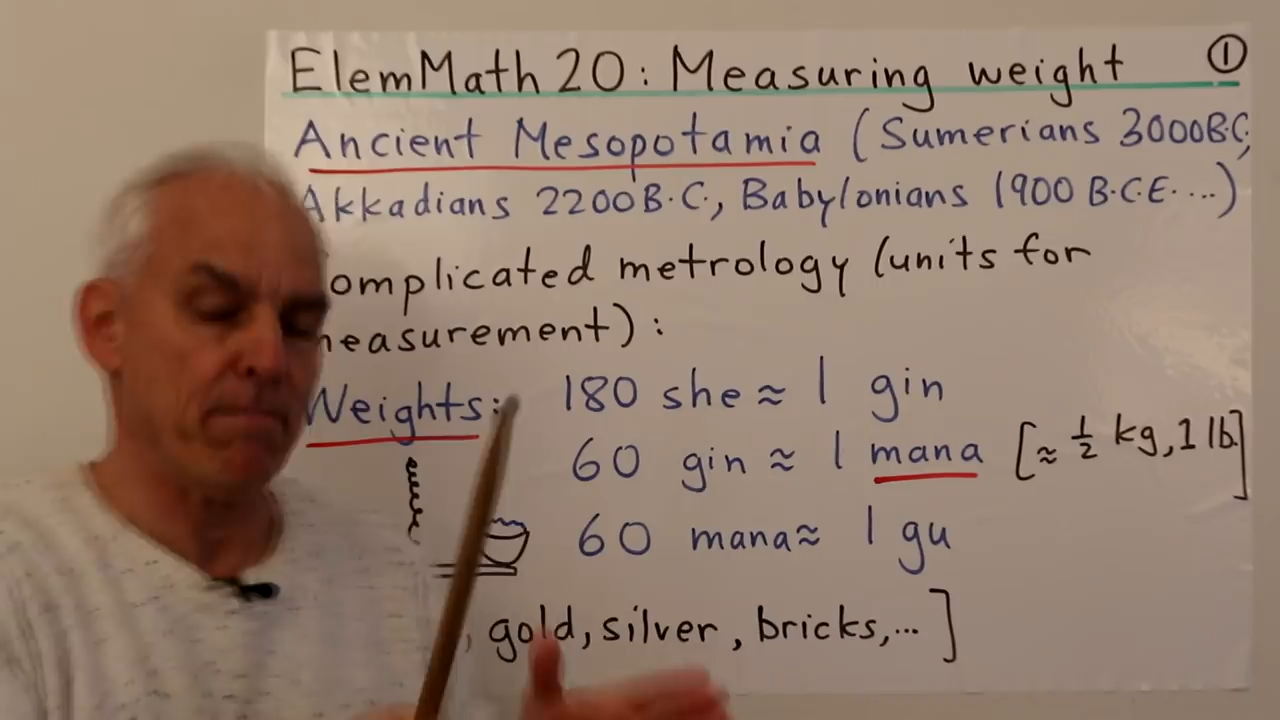 ElemMath 20: Measuring weight ①
Ancient Mesopotamia (Sumerians 3000B.C,
Akkadians 2200B.C., Babylonians 1900 B.C.E....)
omplicated metrology (units for
easurement):
Weights: 180 she ≈ 1 gin
60 gin ≈ 1 mana [≈ ½ kg, 1 lb.]
60 mana ≈ 1 gu
, gold, silver, bricks,... ]